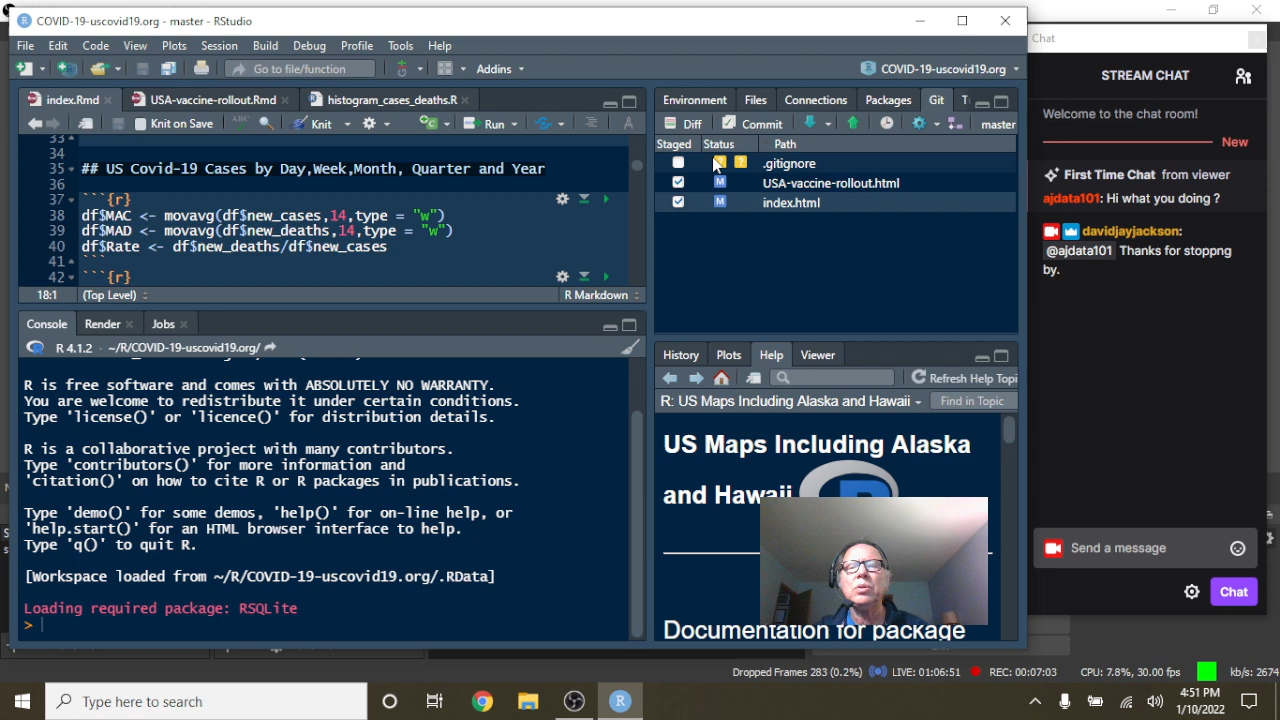 COVID-19-uscovid19.org - master - RStudio
File Edit Code View Plots Session Build Debug Profile Tools Help
Go to file/function
Addins
COVID-19-uscovid19.org
index.Rmd
USA-vaccine-rollout.Rmd
histogram_cases_deaths.R
Knit on Save
Knit
Run
33
34
35 ## US Covid-19 Cases by Day,Week,Month, Quarter and Year
36
37 ```{r}
38 df$MAC <- movavg(df$new_cases,14,type = "w")
39 df$MAD <- movavg(df$new_deaths,14,type = "w")
40 df$Rate <- df$new_deaths/df$new_cases
41 ```
42 ```{r}
18:1 (Top Level) R Markdown
Console Render Jobs
R 4.1.2 · ~/R/COVID-19-uscovid19.org/
R is free software and comes with ABSOLUTELY NO WARRANTY.
You are welcome to redistribute it under certain conditions.
Type 'license()' or 'licence()' for distribution details.
R is a collaborative project with many contributors.
Type 'contributors()' for more information and
'citation()' on how to cite R or R packages in publications.
Type 'demo()' for some demos, 'help()' for on-line help, or
'help.start()' for an HTML browser interface to help.
Type 'q()' to quit R.
[Workspace loaded from ~/R/COVID-19-uscovid19.org/.RData]
Loading required package: RSQLite
>
Environment Files Connections Packages Git
Diff Commit master
Staged Status Path
? .gitignore
M USA-vaccine-rollout.html
M index.html
History Plots Help Viewer
Refresh Help Topi
R: US Maps Including Alaska and Hawaii Find in Topic
US Maps Including Alaska
and Hawaii
Documentation for package
Chat
STREAM CHAT
Welcome to the chat room!
New
First Time Chat from viewer
ajdata101: Hi what you doing ?
davidjayjackson:
@ajdata101 Thanks for stoppng
by.
Send a message
Chat
Dropped Frames 283 (0.2%) LIVE: 01:06:51 REC: 00:07:03 CPU: 7.8%, 30.00 fps kb/s: 2674
Type here to search
4:51 PM
1/10/2022